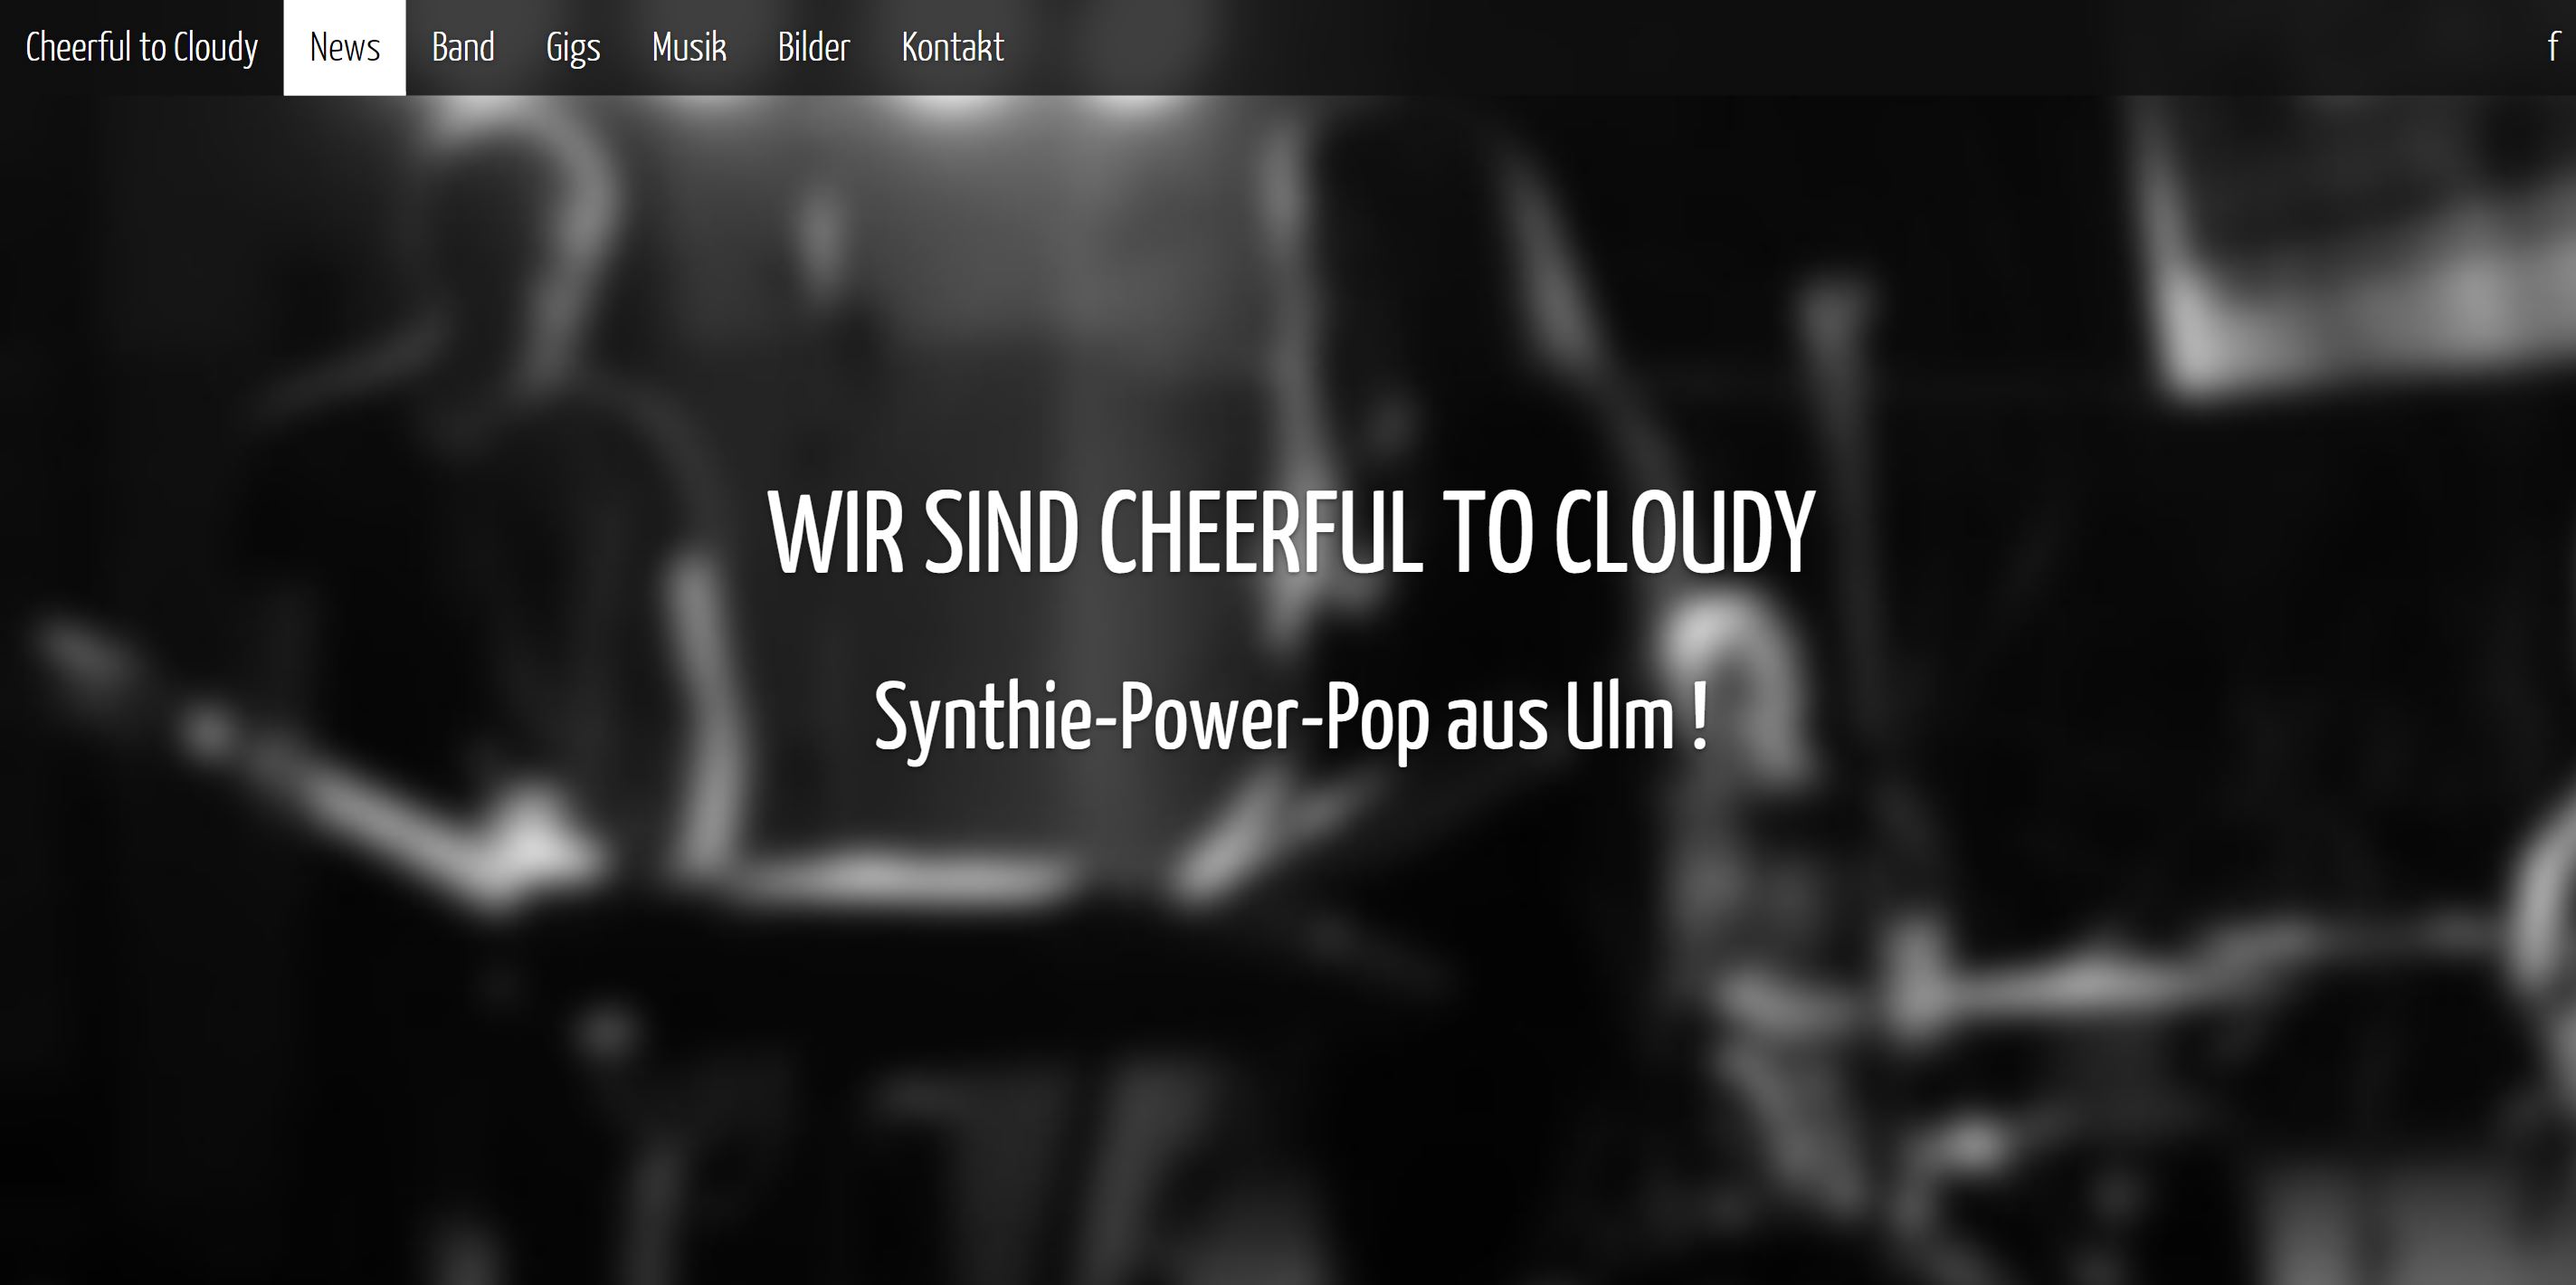 Cheerful to Cloudy News Band Gigs Musik Bilder Kontakt f
WIR SIND CHEERFUL TO CLOUDY
Synthie-Power-Pop aus Ulm !